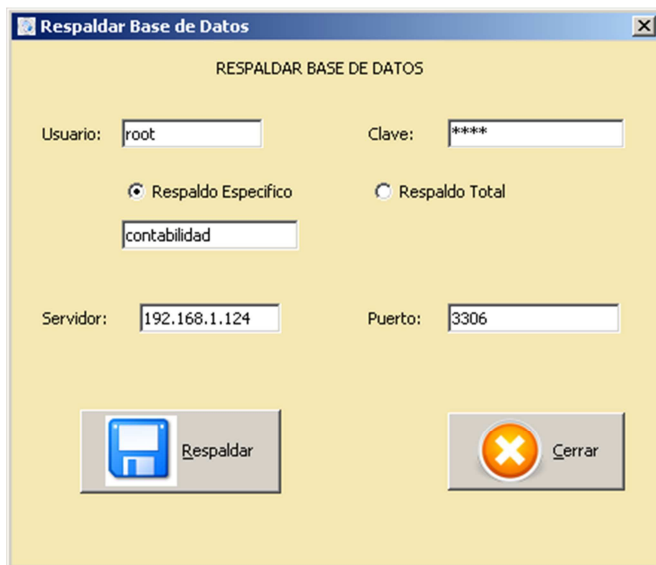 Respaldar Base de Datos
RESPALDAR BASE DE DATOS
Usuario: root Clave: ****
Respaldo Especifico Respaldo Total
contabilidad
Servidor: 192.168.1.124 Puerto: 3306
Respaldar Cerrar